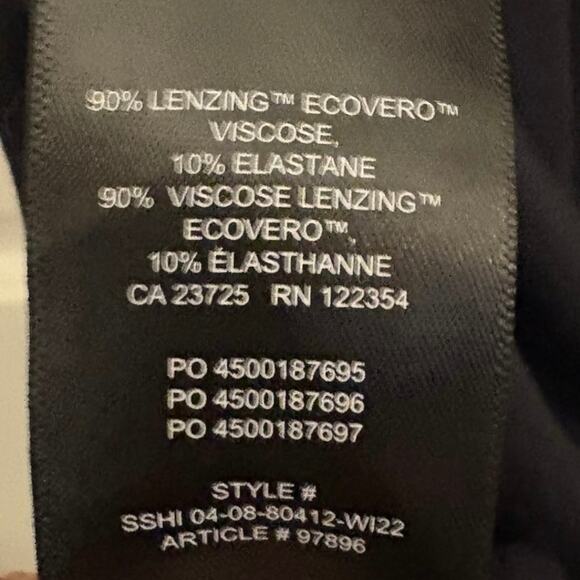 90% LENZING™ ECOVERO™
VISCOSE,
10% ELASTANE
90% VISCOSE LENZING™
ECOVERO™,
10% ÉLASTHANNE
CA 23725 RN 122354
PO 4500187695
PO 4500187696
PO 4500187697
STYLE #
SSHI 04-08-80412-WI22
ARTICLE # 97896